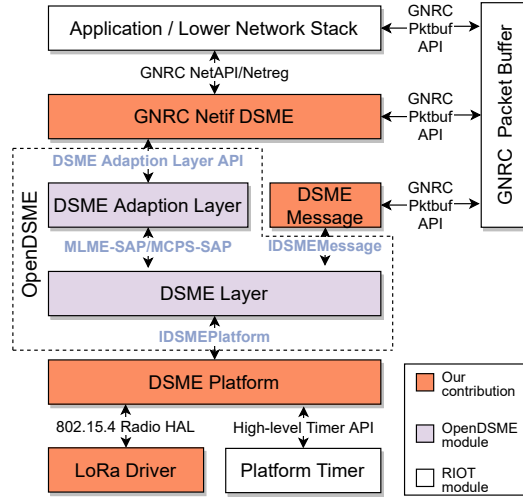 Application / Lower Network Stack
GNRC
Pktbuf
API
GNRC NetAPI/Netreg
GNRC Netif DSME
GNRC
Pktbuf
API
GNRC Packet Buffer
DSME Adaption Layer API
OpenDSME
DSME Adaption Layer
DSME
Message
GNRC
Pktbuf
API
MLME-SAP/MCPS-SAP
IDSMEMessage
DSME Layer
IDSMEPlatform
DSME Platform
802.15.4 Radio HAL
High-level Timer API
LoRa Driver
Platform Timer
Our
contribution
OpenDSME
module
RIOT
module